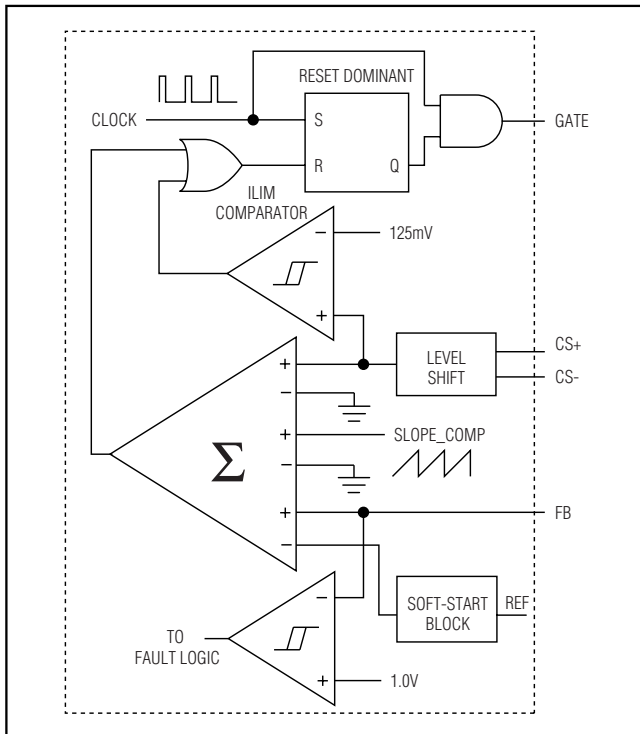 RESET DOMINANT
CLOCK
S
R
Q
GATE
ILIM
COMPARATOR
−
125mV
+
LEVEL
SHIFT
CS+
CS-
+
−
+
SLOPE_COMP
−
Σ
+
FB
−
SOFT-START
BLOCK
REF
−
TO
FAULT LOGIC
+
1.0V